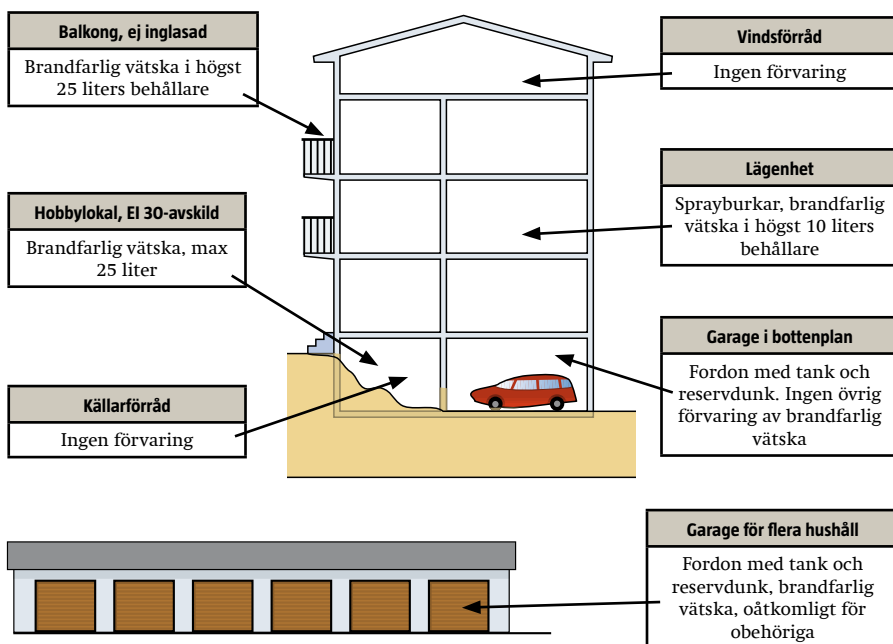 Balkong, ej inglasad
Brandfarlig vätska i högst
25 liters behållare
Vindsförråd
Ingen förvaring
Lägenhet
Sprayburkar, brandfarlig
vätska i högst 10 liters
behållare
Hobbylokal, EI 30-avskild
Brandfarlig vätska, max
25 liter
Garage i bottenplan
Fordon med tank och
reservdunk. Ingen övrig
förvaring av brandfarlig
vätska
Källarförråd
Ingen förvaring
Garage för flera hushåll
Fordon med tank och
reservdunk, brandfarlig
vätska, oåtkomligt för
obehöriga